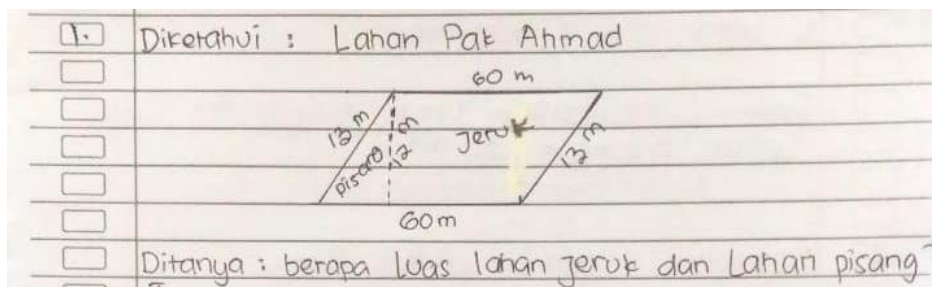 1. Diketahui : Lahan Pak Ahmad
60 m
13 m
pisang
12 m
Jeruk
13 m
60 m
Ditanya : berapa luas lahan jeruk dan Lahan pisang?